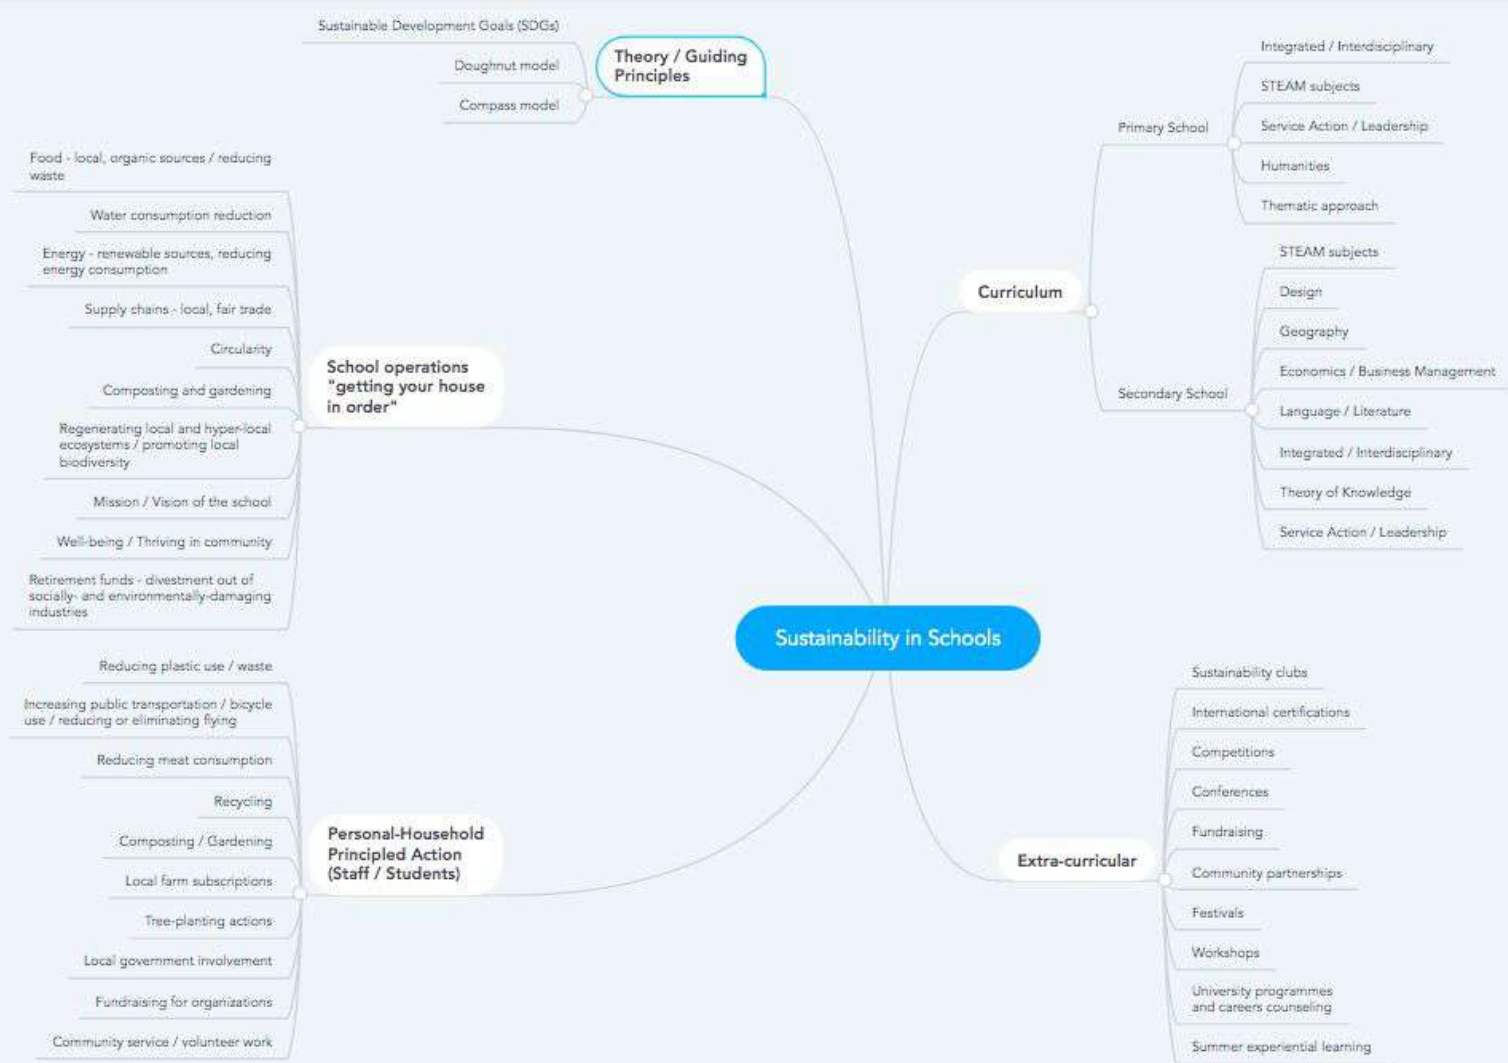 Sustainable Development Goals (SDGs)
Doughnut model
Compass model
Theory / Guiding
Principles
Food - local, organic sources / reducing
waste
Water consumption reduction
Energy - renewable sources, reducing
energy consumption
Supply chains - local, fair trade
Circularity
Composting and gardening
Regenerating local and hyper-local
ecosystems / promoting local
biodiversity
Mission / Vision of the school
Well-being / Thriving in community
Retirement funds - divestment out of
socially- and environmentally-damaging
industries
School operations
"getting your house
in order"
Reducing plastic use / waste
Increasing public transportation / bicycle
use / reducing or eliminating flying
Reducing meat consumption
Recycling
Composting / Gardening
Local farm subscriptions
Tree-planting actions
Local government involvement
Fundraising for organizations
Community service / volunteer work
Personal-Household
Principled Action
(Staff / Students)
Sustainability in Schools
Curriculum
Primary School
Integrated / Interdisciplinary
STEAM subjects
Service Action / Leadership
Humanities
Thematic approach
Secondary School
STEAM subjects
Design
Geography
Economics / Business Management
Language / Literature
Integrated / Interdisciplinary
Theory of Knowledge
Service Action / Leadership
Extra-curricular
Sustainability clubs
International certifications
Competitions
Conferences
Fundraising
Community partnerships
Festivals
Workshops
University programmes
and careers counseling
Summer experiential learning